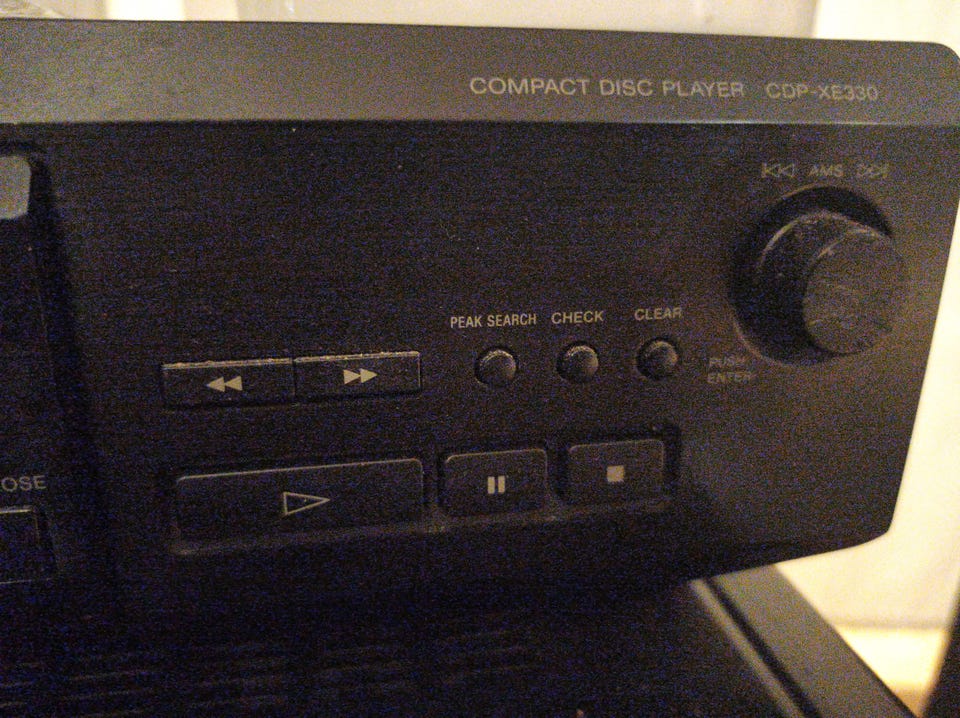 COMPACT DISC PLAYER CDP-XE330
AMS
PEAK SEARCH CHECK CLEAR
PUSH
ENTER
OSE